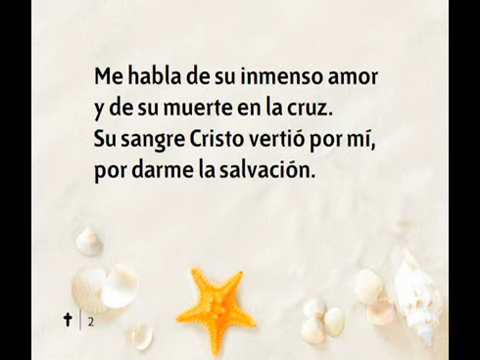 Me habla de su inmenso amor
y de su muerte en la cruz.
Su sangre Cristo vertió por mí,
por darme la salvación.
2